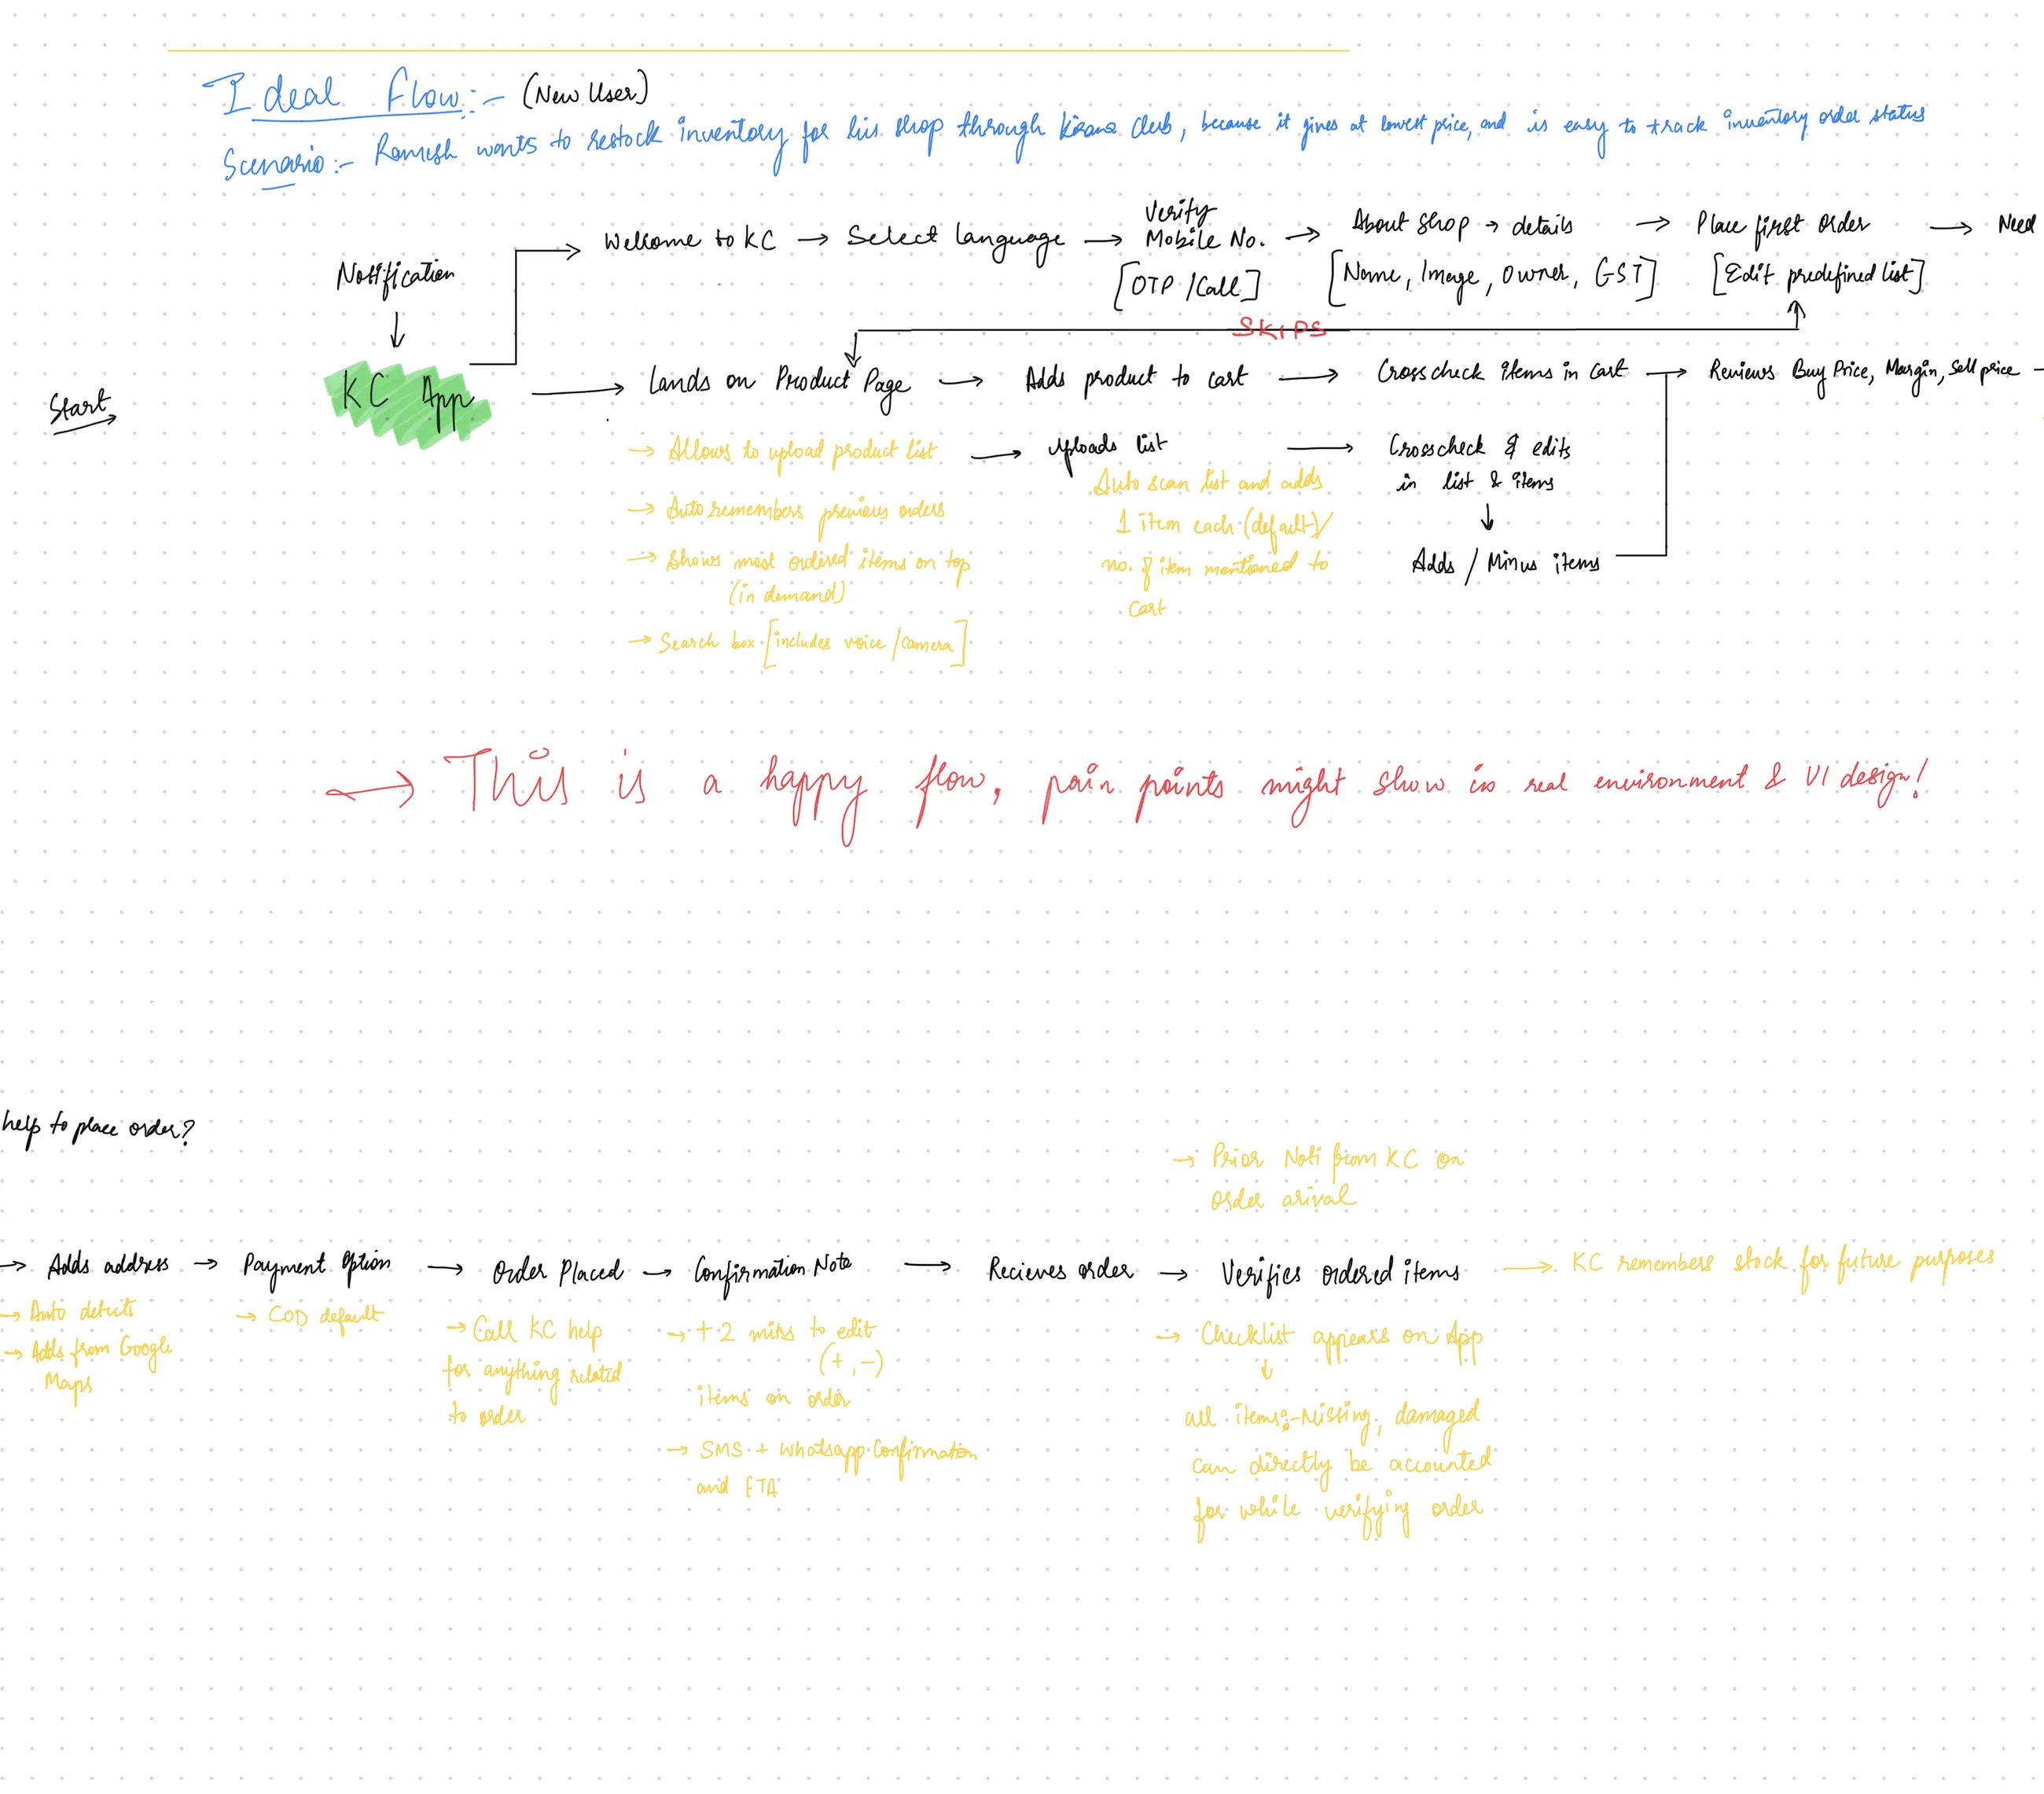 Ideal Flow:- (New User)
Scenario:- Ramesh wants to restock inventory for his shop through Kirana Club, because it gives at lowest price, and is easy to track inventory order status
Notification
Welcome to KC → Select language → Verify Mobile No. → About shop → details → Place first order → Need
[OTP / Call] [Name, Image, Owner, GST] [Edit predefined list]
SKIPS
Start
KC App
Lands on Product Page → Adds product to cart → Crosscheck items in cart → Reviews Buy Price, Margin, Sell price -
→ Allows to upload product list → Uploads list → Crosscheck & edits
in list & items
Auto scan list and adds
1 item each (default)/
no. of item mentioned to
Cart
↓
Adds / Minus items
→ Auto remembers previous orders
→ Shows most ordered items on top
(in demand)
→ Search box [includes voice / camera]
→ This is a happy flow, pain points might show in real environment & UI design!
help to place order?
→ Prior Noti from KC on
order arival
→ Adds address → Payment Option → Order Placed → Confirmation Note → Recieves order → Verifies ordered items → KC remembers stock for future purposes
→ Auto detects
→ Adds from Google
Maps
→ COD default
→ Call KC help
for anything related
to order
→ + 2 mins to edit
(+, -)
items on order
→ SMS + Whatsapp Confirmation
and ETA
→ Checklist appears on App
↓
all items:- Missing, damaged
can directly be accounted
for while verifying order